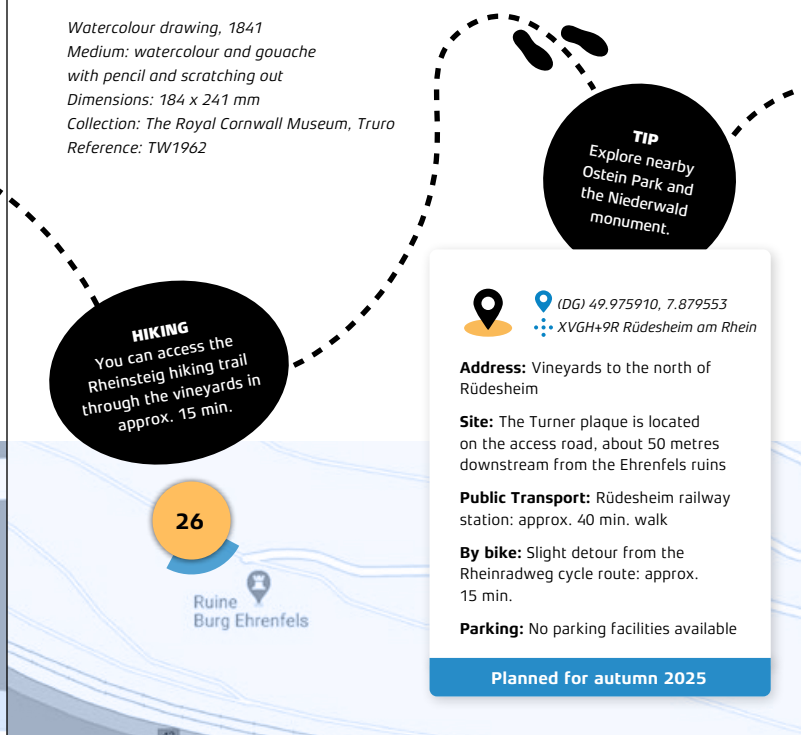 Watercolour drawing, 1841
Medium: watercolour and gouache
with pencil and scratching out
Dimensions: 184 x 241 mm
Collection: The Royal Cornwall Museum, Truro
Reference: TW1962
TIP
Explore nearby
Ostein Park and
the Niederwald
monument.
HIKING
You can access the
Rheinsteig hiking trail
through the vineyards in
approx. 15 min.
(DG) 49.975910, 7.879553
XVGH+9R Rüdesheim am Rhein
Address: Vineyards to the north of
Rüdesheim
Site: The Turner plaque is located
on the access road, about 50 metres
downstream from the Ehrenfels ruins
Public Transport: Rüdesheim railway
station: approx. 40 min. walk
By bike: Slight detour from the
Rheinradweg cycle route: approx.
15 min.
Parking: No parking facilities available
Planned for autumn 2025
26
Ruine
Burg Ehrenfels